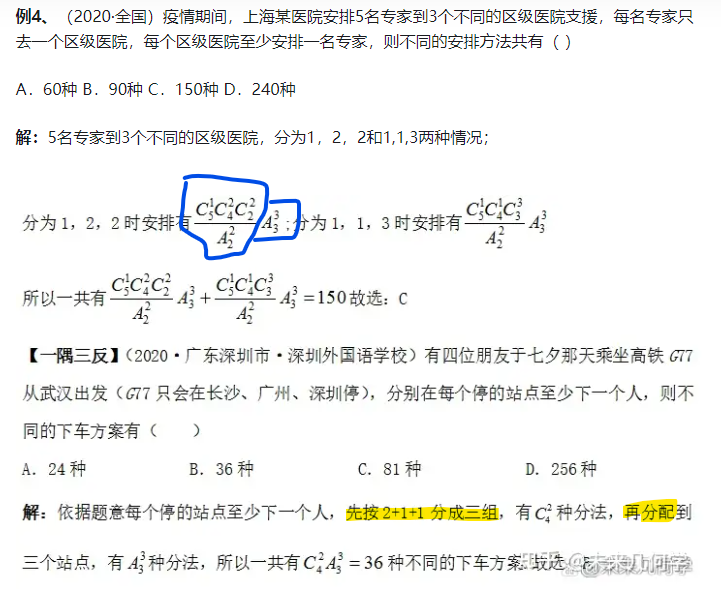 例4、（2020·全国）疫情期间，上海某医院安排5名专家到3个不同的区级医院支援，每名专家只
去一个区级医院，每个区级医院至少安排一名专家，则不同的安排方法共有（ ）
A．60种 B．90种 C．150种 D．240种
解：5名专家到3个不同的区级医院，分为1，2，2和1,1,3两种情况；
分为 1，2，2 时安排有 \frac{C_5^1C_4^2C_2^2}{A_2^2} A_3^3 ; 分为 1，1，3 时安排有 \frac{C_5^1C_4^1C_3^3}{A_2^2} A_3^3
所以一共有 \frac{C_5^1C_4^2C_2^2}{A_2^2} A_3^3 + \frac{C_5^1C_4^1C_3^3}{A_2^2} A_3^3 = 150 故选：C
【一隅三反】（2020·广东深圳市·深圳外国语学校）有四位朋友于七夕那天乘坐高铁 G77
从武汉出发（G77 只会在长沙、广州、深圳停），分别在每个停的站点至少下一个人，则不
同的下车方案有（ ）
A．24 种 B．36 种 C．81 种 D．256 种
解：依据题意每个停的站点至少下一个人，先按 2+1+1 分成三组，有 C_4^2 种分法，再分配到
三个站点，有 A_3^3 种分法，所以一共有 C_4^2 A_3^3 = 36 种不同的下车方案.故选
知乎 @未来几何学